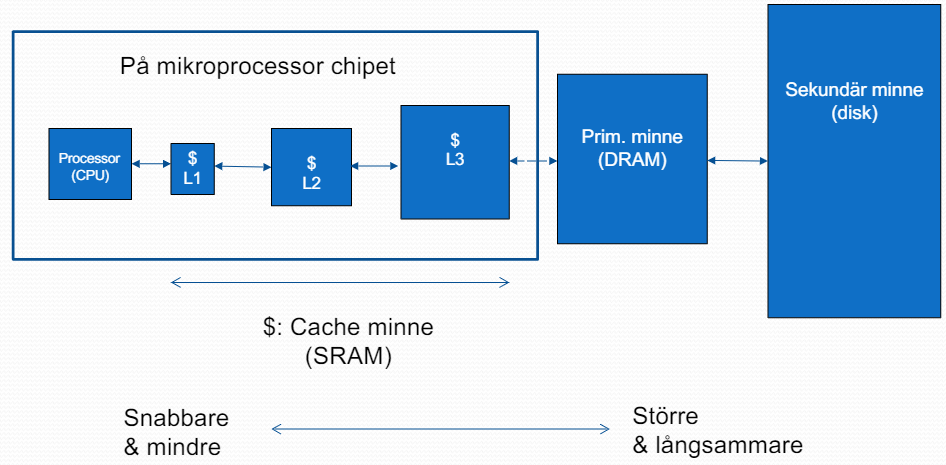 På mikroprocessor chipet
Processor
(CPU)
$
L1
$
L2
$
L3
Prim. minne
(DRAM)
Sekundär minne
(disk)
$: Cache minne
(SRAM)
Snabbare
& mindre
Större
& långsammare